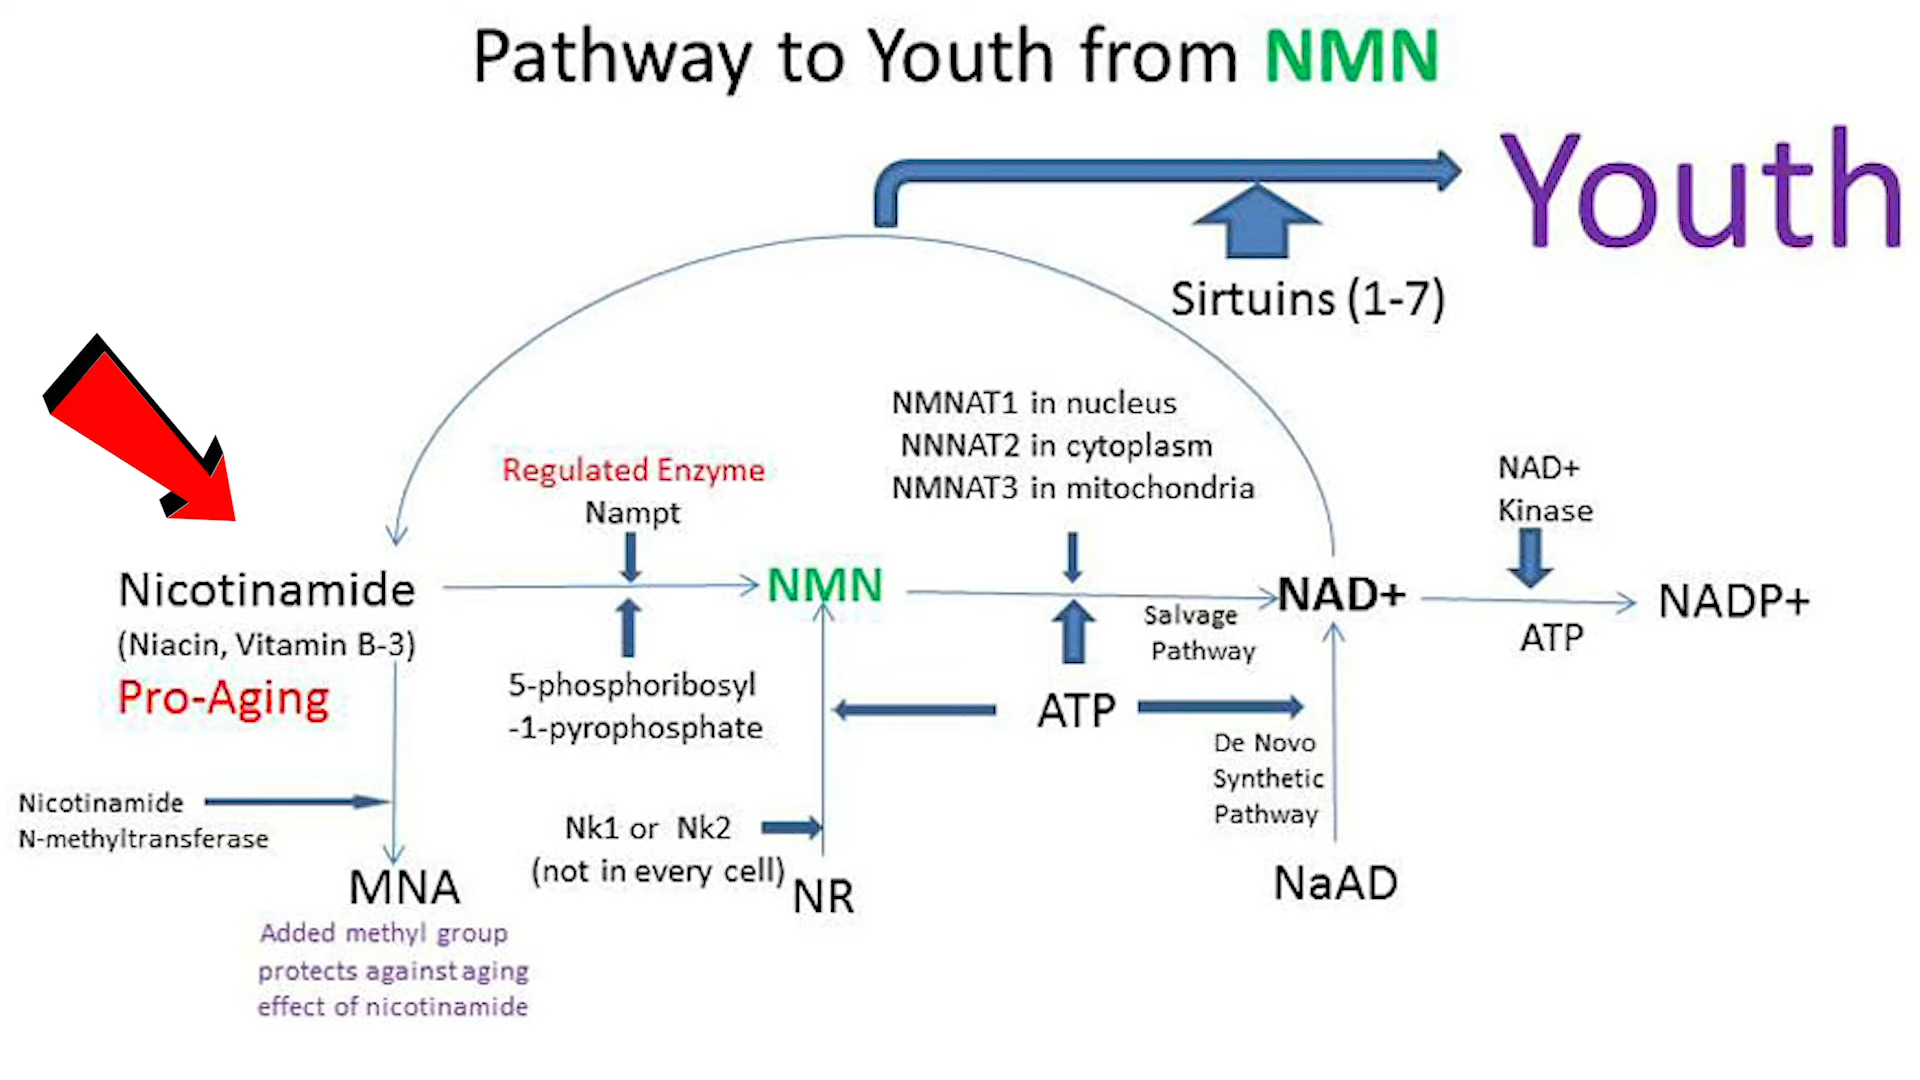 Pathway to Youth from NMN
Youth
Sirtuins (1-7)
NMNAT1 in nucleus
NNNAT2 in cytoplasm
NMNAT3 in mitochondria
Regulated Enzyme
Nampt
NAD+
Kinase
Nicotinamide
(Niacin, Vitamin B-3)
Pro-Aging
NMN
Salvage
Pathway
NAD+
ATP
NADP+
5-phosphoribosyl
-1-pyrophosphate
ATP
De Novo
Synthetic
Pathway
Nicotinamide
N-methyltransferase
Nk1 or Nk2
(not in every cell)
NR
NaAD
MNA
Added methyl group
protects against aging
effect of nicotinamide